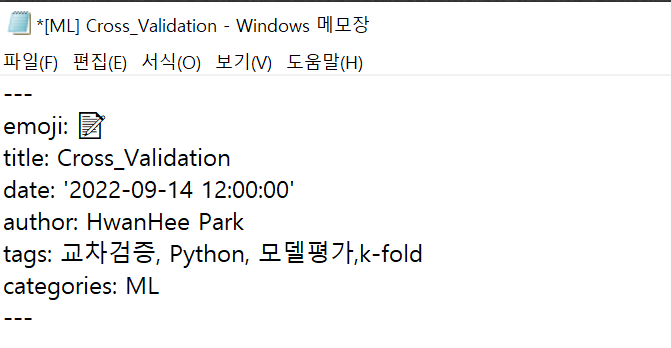 *[ML] Cross_Validation - Windows 메모장
파일(F) 편집(E) 서식(O) 보기(V) 도움말(H)
---
emoji: 📝
title: Cross_Validation
date: '2022-09-14 12:00:00'
author: HwanHee Park
tags: 교차검증, Python, 모델평가,k-fold
categories: ML
---